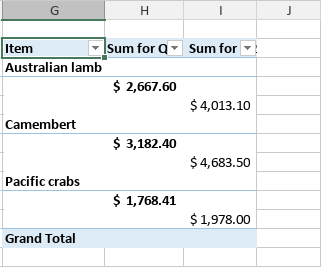 G H I J
Item Sum for Q Sum for
Australian lamb
$ 2,667.60
$ 4,013.10
Camembert
$ 3,182.40
$ 4,683.50
Pacific crabs
$ 1,768.41
$ 1,978.00
Grand Total